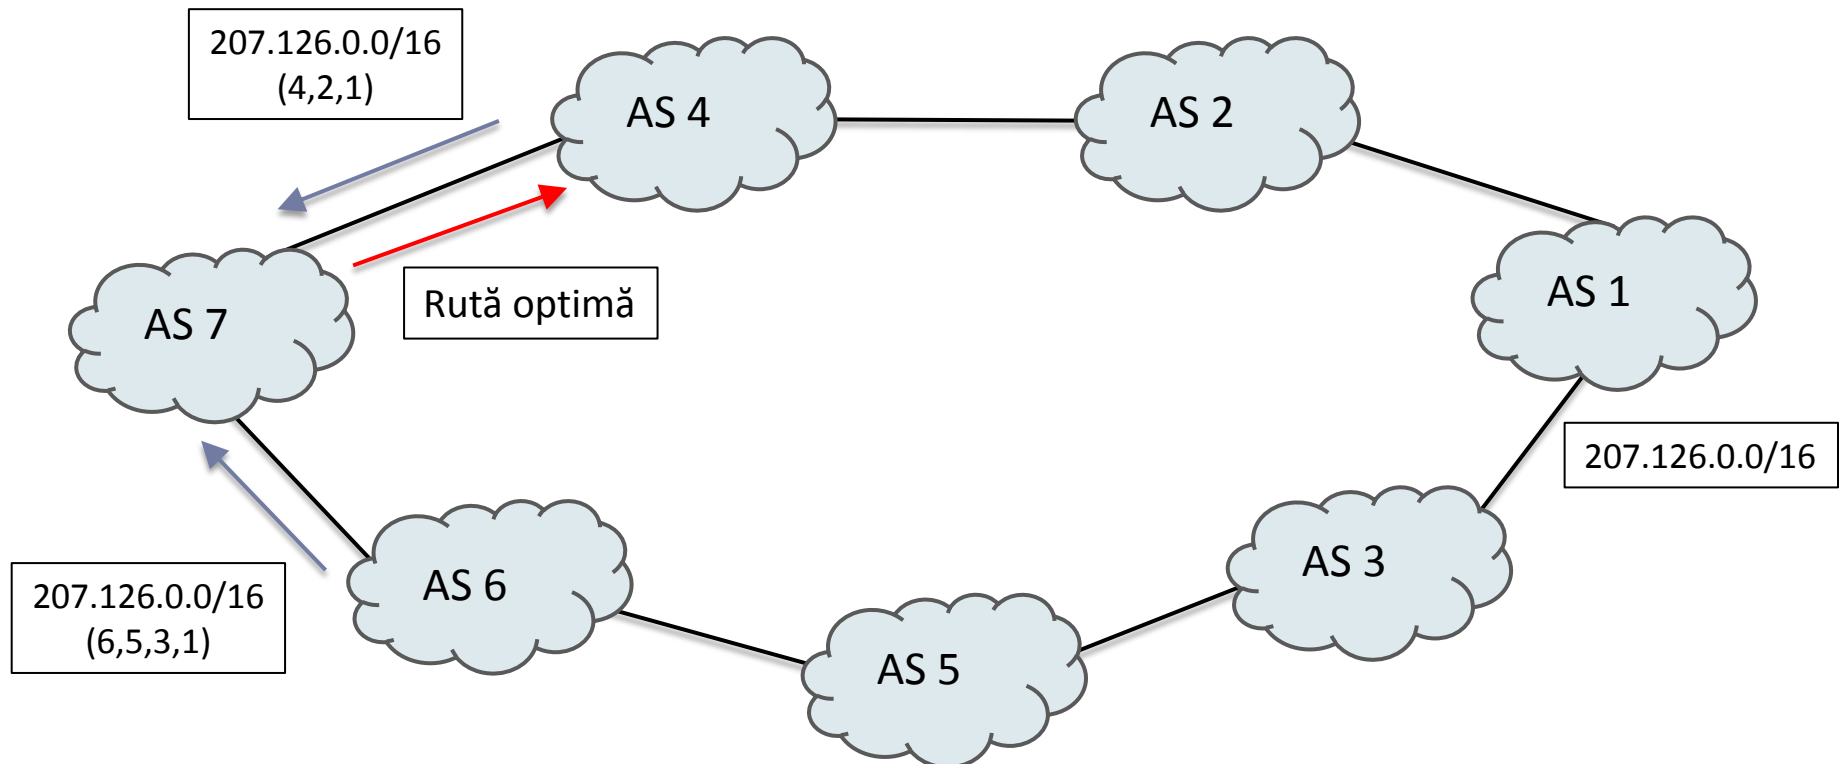 207.126.0.0/16
(4,2,1)
AS 4
AS 2
Rută optimă
AS 1
AS 7
207.126.0.0/16
AS 3
AS 6
207.126.0.0/16
(6,5,3,1)
AS 5